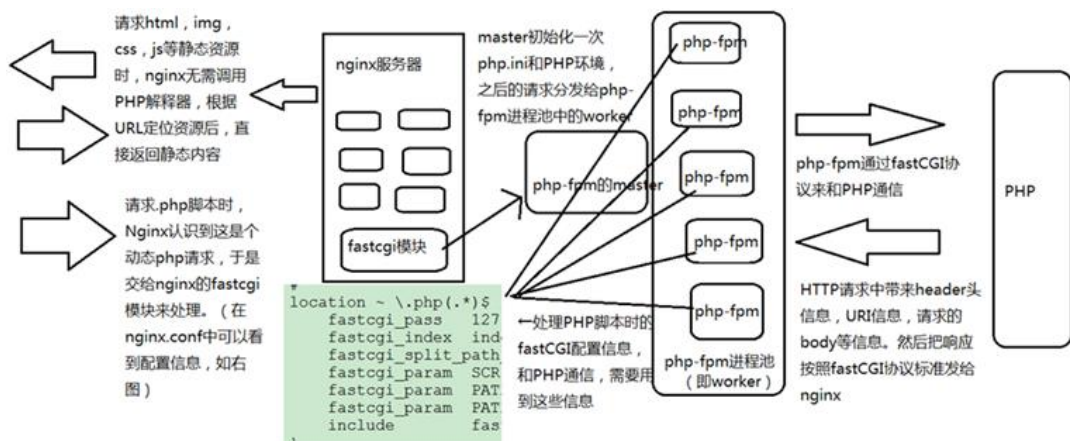 请求html，img，
css，js等静态资源
时，nginx无需调用
PHP解释器，根据
URL定位资源后，直
接返回静态内容
请求.php脚本时，
Nginx认识到这是个
动态php请求，于是
交给nginx的fastcgi
模块来处理。（在
nginx.conf中可以看
到配置信息，如右
图）
nginx服务器
fastcgi模块
#
location ~ \.php(.*)$
fastcgi_pass 127
fastcgi_index ind
fastcgi_split_path_
fastcgi_param SCR
fastcgi_param PAT
fastcgi_param PAT
include fas
master初始化一次
php.ini和PHP环境，
之后的请求分发给php-
fpm进程池中的worker
php-fpm的master
←处理PHP脚本时的
fastCGI配置信息，
和PHP通信，需要用
到这些信息
php-fpm
php-fpm
php-fpm
php-fpm
php-fpm
php-fpm进程池
（即worker）
php-fpm通过fastCGI协
议来和PHP通信
HTTP请求中带来header头
信息，URI信息，请求的
body等信息。然后把响应
按照fastCGI协议标准发给
nginx
PHP